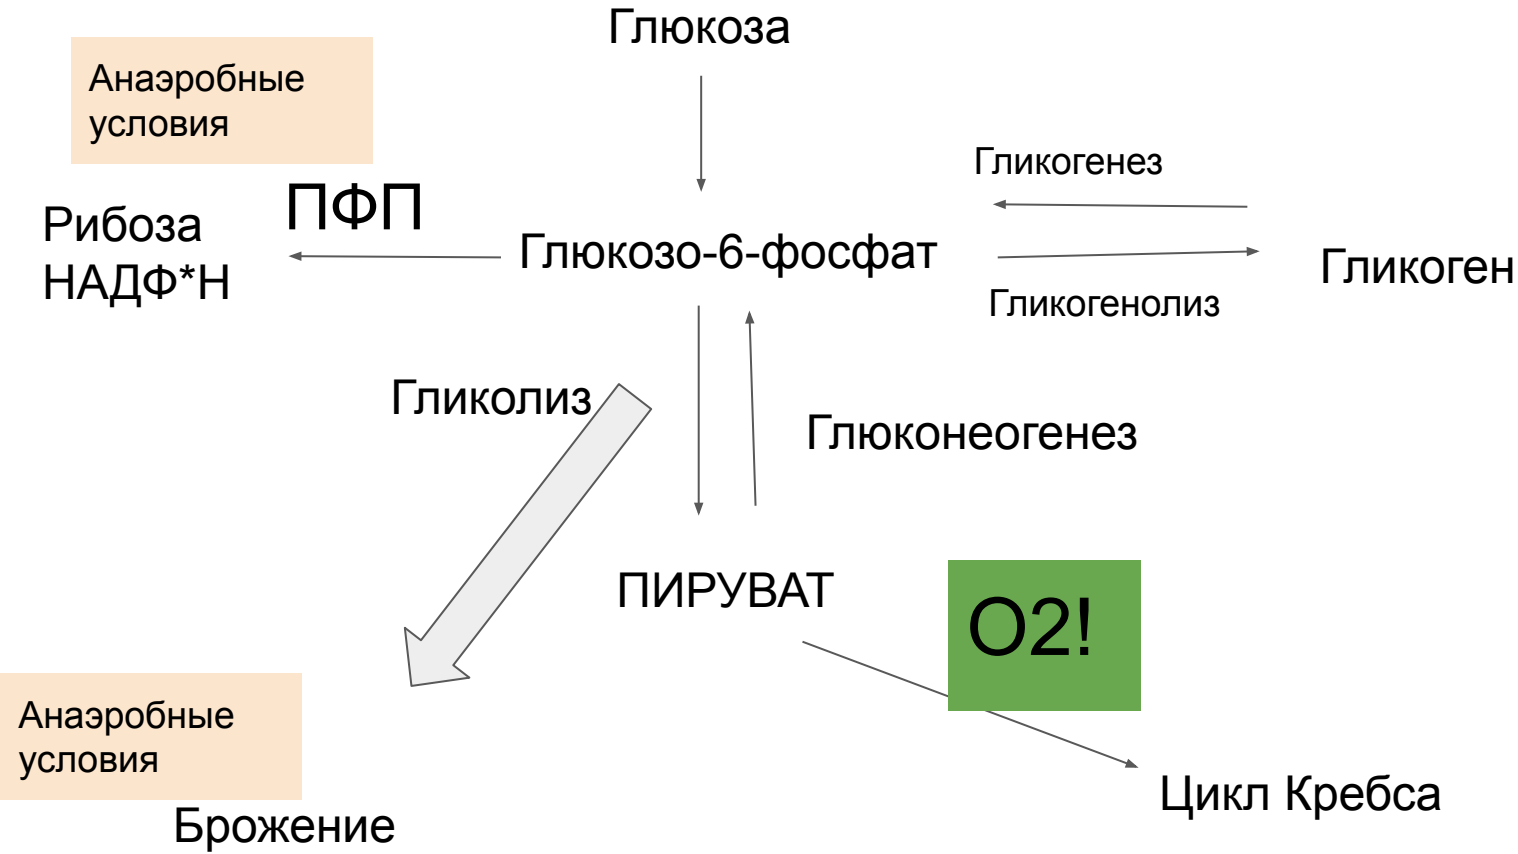 Глюкоза
Анаэробные
условия
Гликогенез
ПФП
Рибоза
НАДФ*Н
Глюкозо-6-фосфат
Гликоген
Гликогенолиз
Гликолиз
Глюконеогенез
ПИРУВАТ
О2!
Анаэробные
условия
Цикл Кребса
Брожение